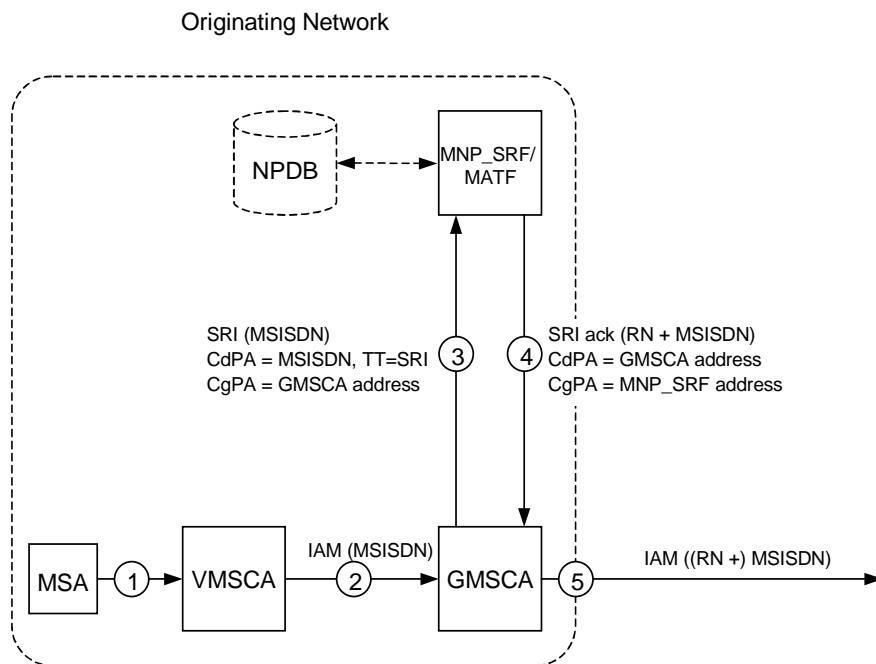 Originating Network
NPDB
MNP_SRF/
MATF
SRI (MSISDN)
CdPA = MSISDN, TT=SRI
CgPA = GMSCA address
3
4
SRI ack (RN + MSISDN)
CdPA = GMSCA address
CgPA = MNP_SRF address
MSA
1
VMSCA
IAM (MSISDN)
2
GMSCA
5
IAM ((RN +) MSISDN)